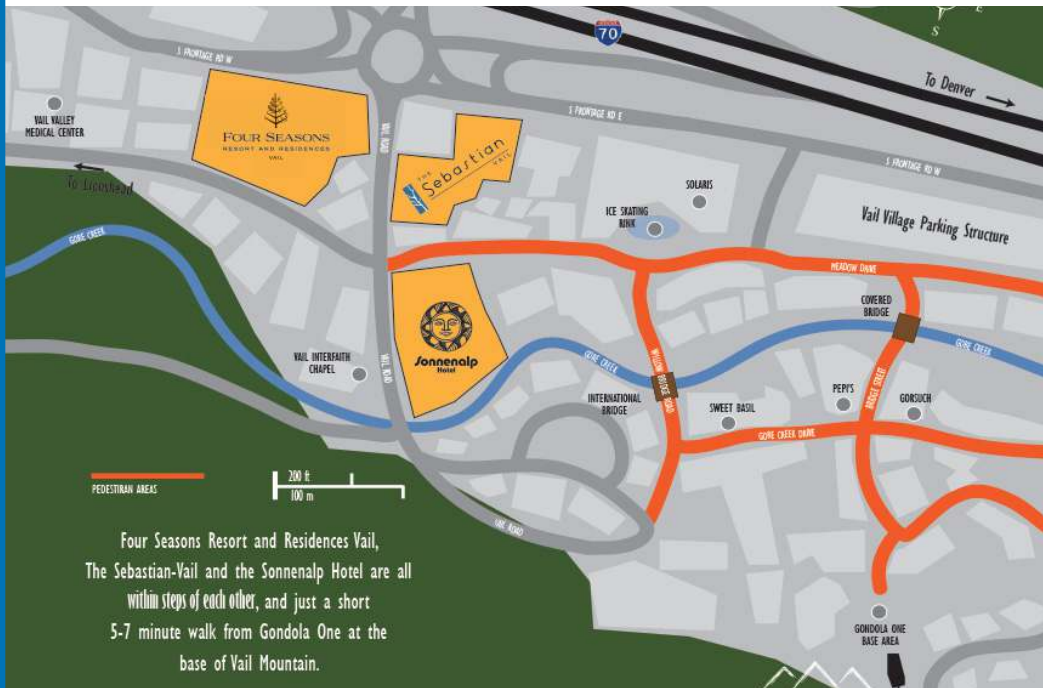 70
E
S
To Denver
S FRONTAGE RD W
VAIL VALLEY
MEDICAL CENTER
FOUR SEASONS
RESORT AND RESIDENCES
VAIL
VAIL ROAD
THE
Sebastian
VAIL
S FRONTAGE RD E
S FRONTAGE RD W
To Lionshead
SOLARIS
ICE SKATING
RINK
Vail Village Parking Structure
GORE CREEK
MEADOW DRIVE
COVERED
BRIDGE
Sonnenalp
Hotel
VAIL INTERFAITH
CHAPEL
VAIL ROAD
GORE CREEK
WILLOW BRIDGE ROAD
GORE CREEK
INTERNATIONAL
BRIDGE
SWEET BASIL
PEPI'S
BRIDGE STREET
GORSUCH
GORE CREEK DRIVE
PEDESTIRAN AREAS
200 ft
100 m
VAIL ROAD
Four Seasons Resort and Residences Vail,
The Sebastian-Vail and the Sonnenalp Hotel are all
within steps of each other, and just a short
5-7 minute walk from Gondola One at the
base of Vail Mountain.
GONDOLA ONE
BASE AREA